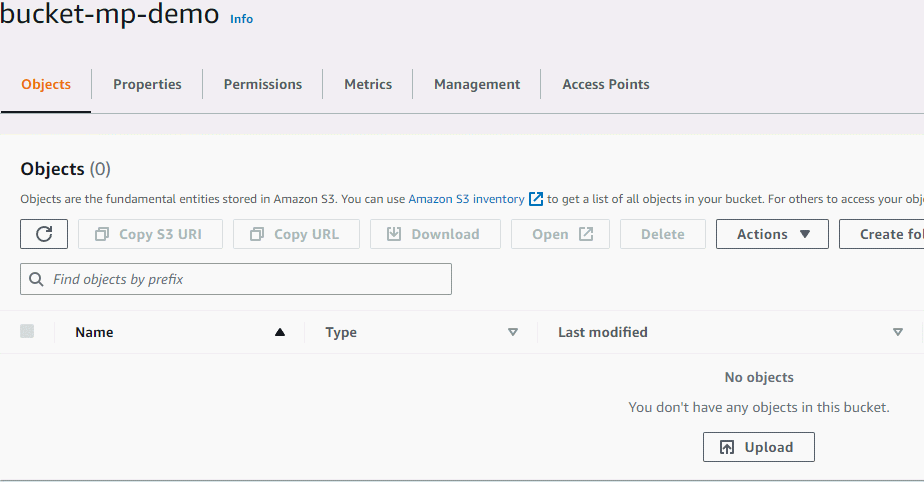 bucket-mp-demo Info
Objects Properties Permissions Metrics Management Access Points
Objects (0)
Objects are the fundamental entities stored in Amazon S3. You can use Amazon S3 inventory to get a list of all objects in your bucket. For others to access your obj
Copy S3 URI Copy URL Download Open Delete Actions Create fol
Find objects by prefix
Name Type Last modified
No objects
You don't have any objects in this bucket.
Upload